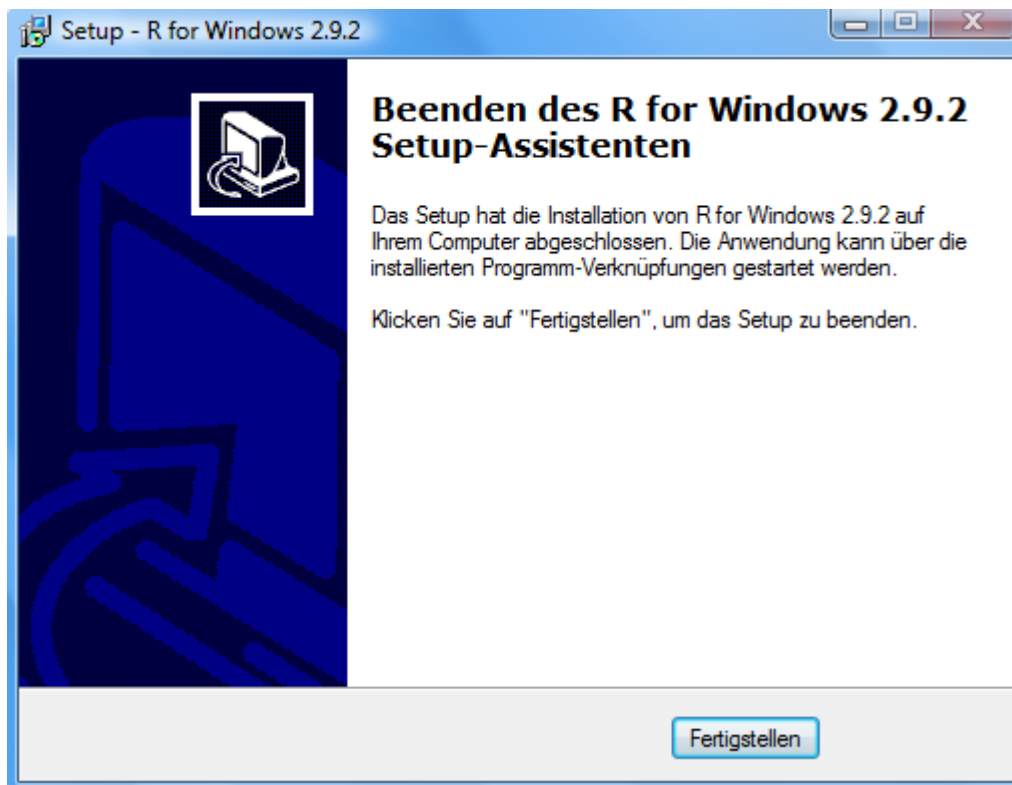 Setup - R for Windows 2.9.2
Beenden des R for Windows 2.9.2
Setup-Assistenten
Das Setup hat die Installation von R for Windows 2.9.2 auf
Ihrem Computer abgeschlossen. Die Anwendung kann über die
installierten Programm-Verknüpfungen gestartet werden.
Klicken Sie auf "Fertigstellen", um das Setup zu beenden.
Fertigstellen